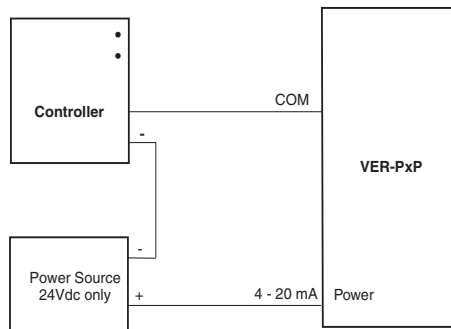 COM
Controller
-
VER-PxP
-
Power Source
24Vdc only
+
4 - 20 mA
Power